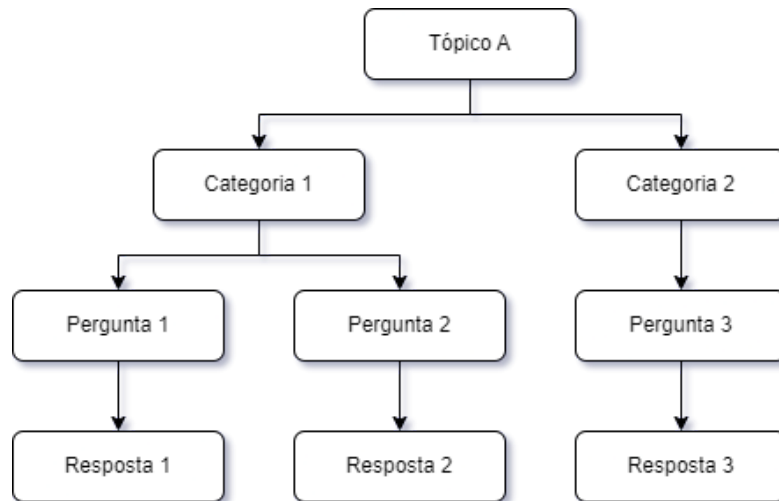 Tópico A
Categoria 1
Categoria 2
Pergunta 1
Pergunta 2
Pergunta 3
Resposta 1
Resposta 2
Resposta 3